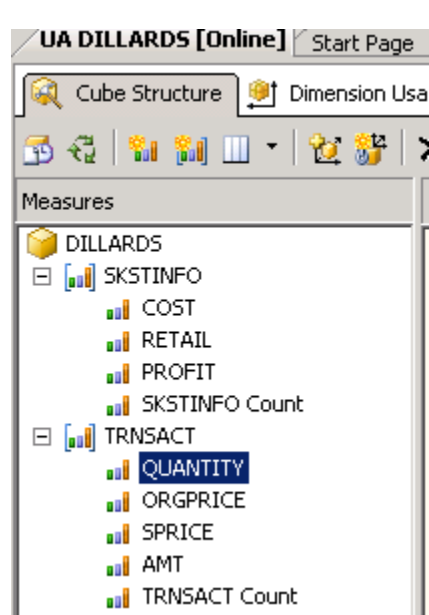 UA DILLARDS [Online] Start Page
Cube Structure Dimension Usa
Measures
DILLARDS
SKSTINFO
COST
RETAIL
PROFIT
SKSTINFO Count
TRNSACT
QUANTITY
ORGPRICE
SPRICE
AMT
TRNSACT Count